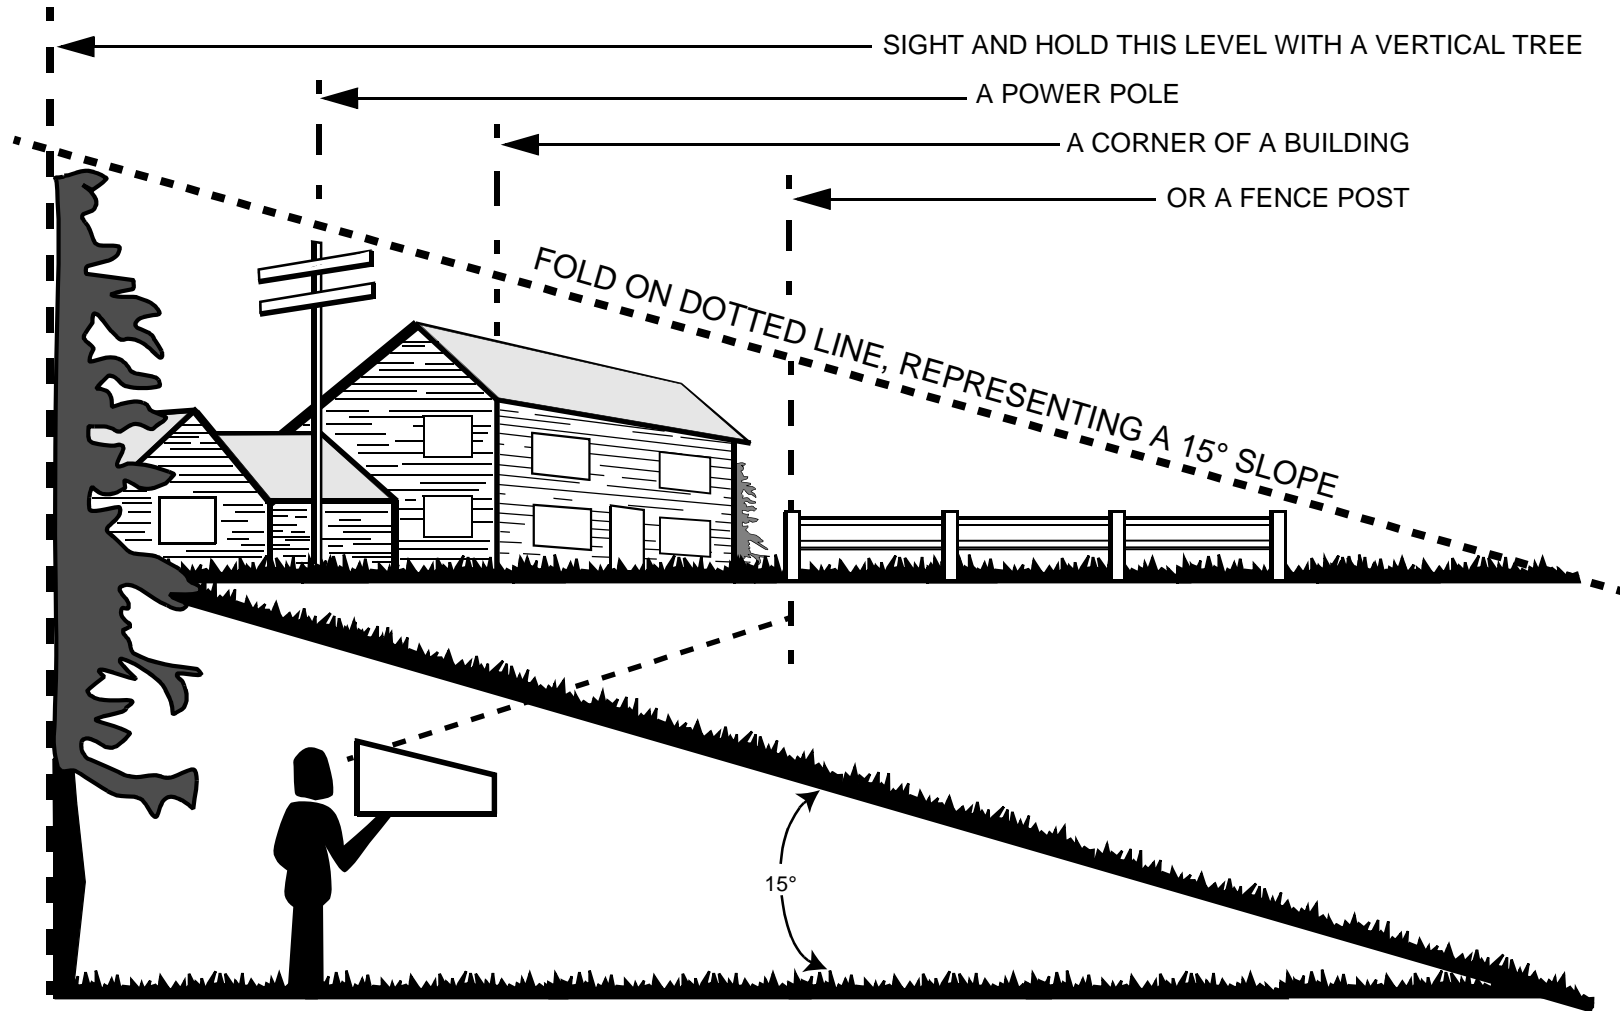 SIGHT AND HOLD THIS LEVEL WITH A VERTICAL TREE
A POWER POLE
A CORNER OF A BUILDING
OR A FENCE POST
FOLD ON DOTTED LINE, REPRESENTING A 15° SLOPE
15°